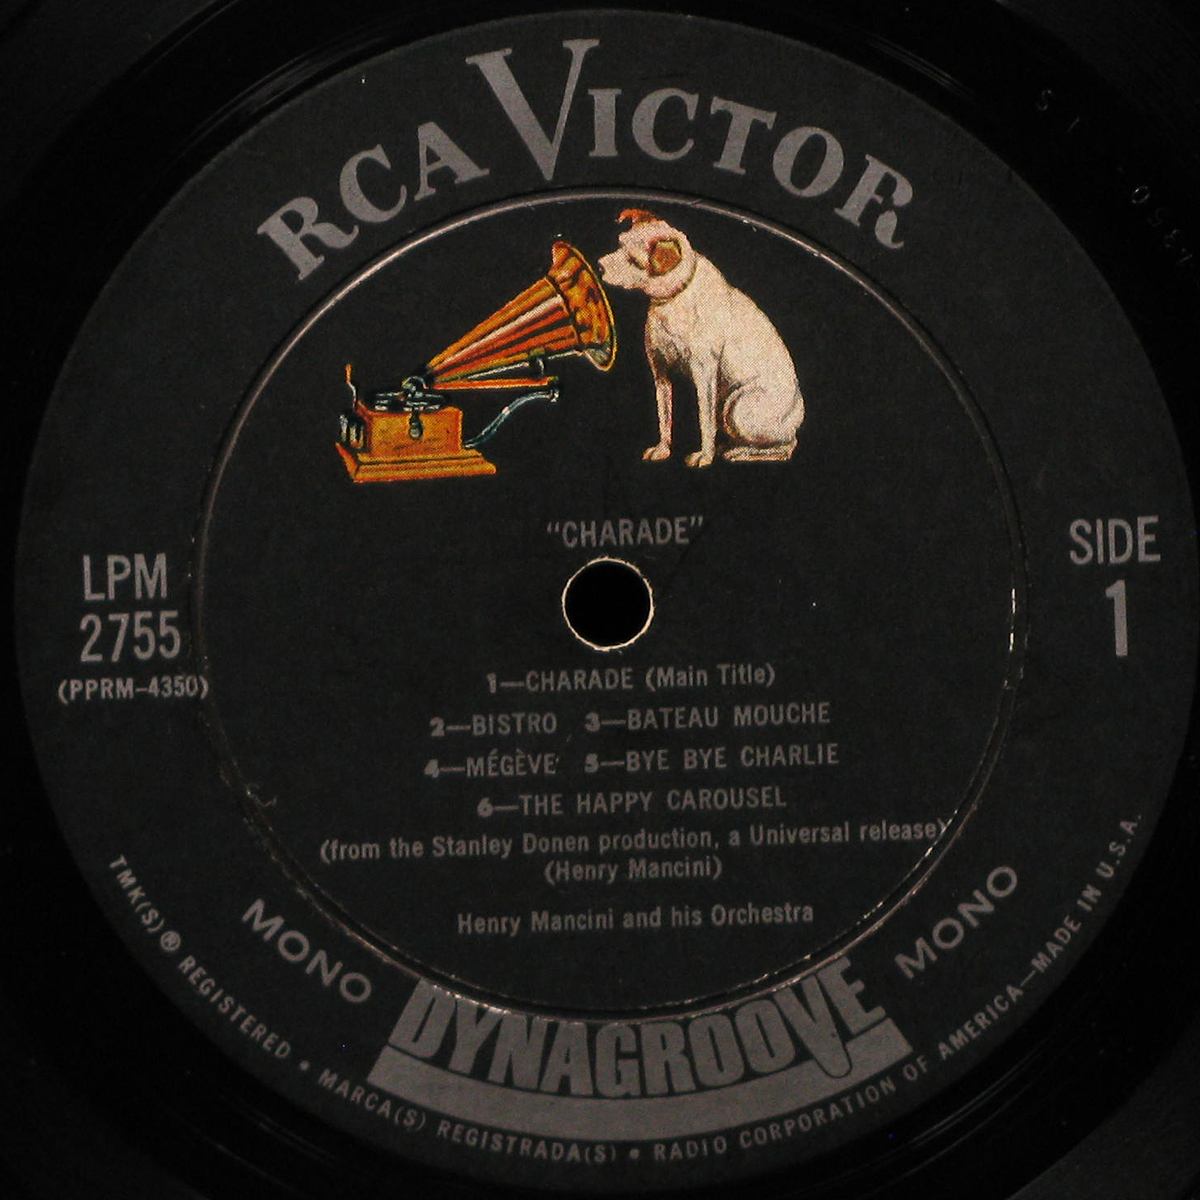 RCA VICTOR
"CHARADE"
LPM
2755
(PPRM-4350)
SIDE
1
1—CHARADE (Main Title)
2—BISTRO 3—BATEAU MOUCHE
4—MÉGÈVE 5—BYE BYE CHARLIE
6—THE HAPPY CAROUSEL
(from the Stanley Donen production, a Universal release)
(Henry Mancini)
Henry Mancini and his Orchestra
MONO
DYNAGROOVE
MONO
TMK(S) ® REGISTERED • MARCA(S) REGISTRADA(S) • RADIO CORPORATION OF AMERICA—MADE IN U.S.A.